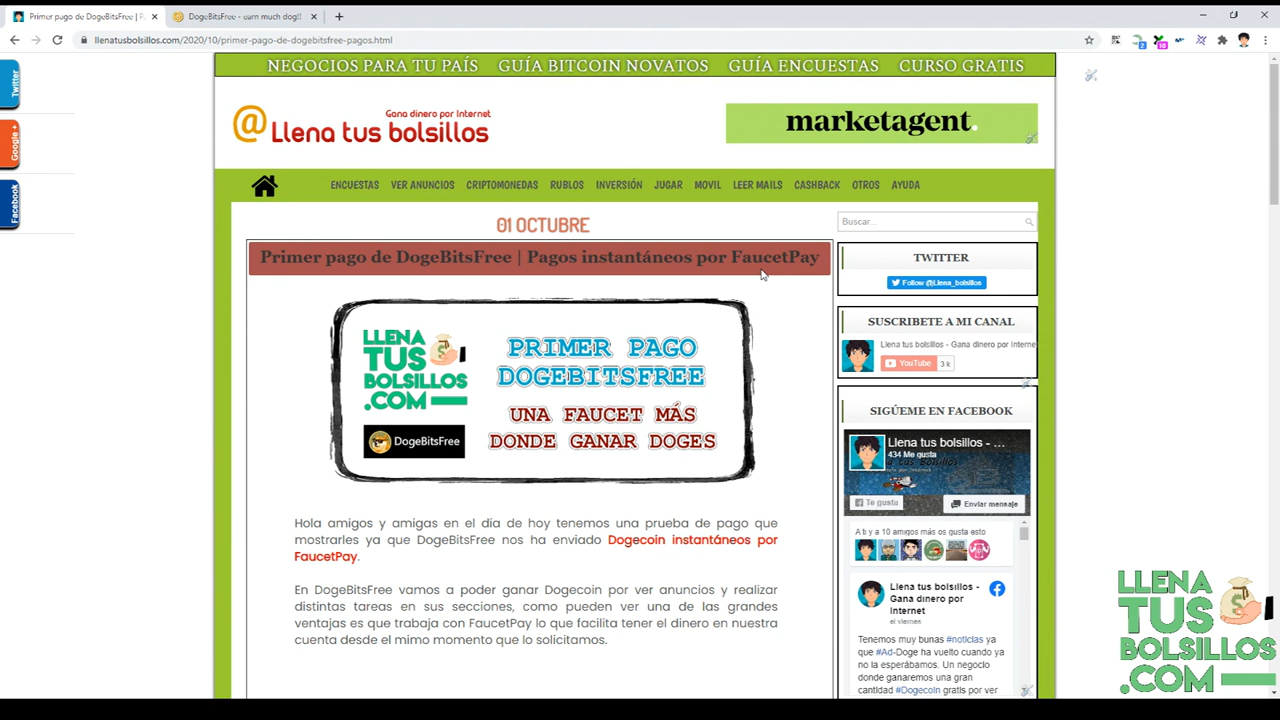 Primer pago de DogeBitsFree | P
DogeBitsFree - earn much dog!!
llenatusbolsillos.com/2020/10/primer-pago-de-dogebitsfree-pagos.html
Twitter
Google +
Facebook
NEGOCIOS PARA TU PAÍS GUÍA BITCOIN NOVATOS GUÍA ENCUESTAS CURSO GRATIS
Gana dinero por Internet
@Llena tus bolsillos
marketagent.
ENCUESTAS VER ANUNCIOS CRIPTOMONEDAS RUBLOS INVERSIÓN JUGAR MOVIL LEER MAILS CASHBACK OTROS AYUDA
01 OCTUBRE
Primer pago de DogeBitsFree | Pagos instantáneos por FaucetPay
LLENA
TUS
BOLSILLOS
.COM
DogeBitsFree
PRIMER PAGO
DOGEBITSFREE
UNA FAUCET MÁS
DONDE GANAR DOGES
Hola amigos y amigas en el día de hoy tenemos una prueba de pago que
mostrarles ya que DogeBitsFree nos ha enviado Dogecoin instantáneos por
FaucetPay.
En DogeBitsFree vamos a poder ganar Dogecoin por ver anuncios y realizar
distintas tareas en sus secciones, como pueden ver una de las grandes
ventajas es que trabaja con FaucetPay lo que facilita tener el dinero en nuestra
cuenta desde el mimo momento que lo solicitamos.
Buscar...
TWITTER
Follow @Llena_bolsillos
SUSCRIBETE A MI CANAL
Llena tus bolsillos - Gana dinero por Interne
YouTube 3 k
SIGÚEME EN FACEBOOK
Llena tus bolsillos - ...
434 Me gusta
Te gusta
Enviar mensaje
A ti y a 10 amigos más os gusta esto
Llena tus bolsillos -
Gana dinero por
Internet
el viernes
Tenemos muy bunas #noticias ya
que #Ad-Doge ha vuelto cuando ya
no la esperábamos. Un negocio
donde ganaremos una gran
cantidad #Dogecoin gratis por ver
LLENA
TUS
BOLSILLOS
.COM